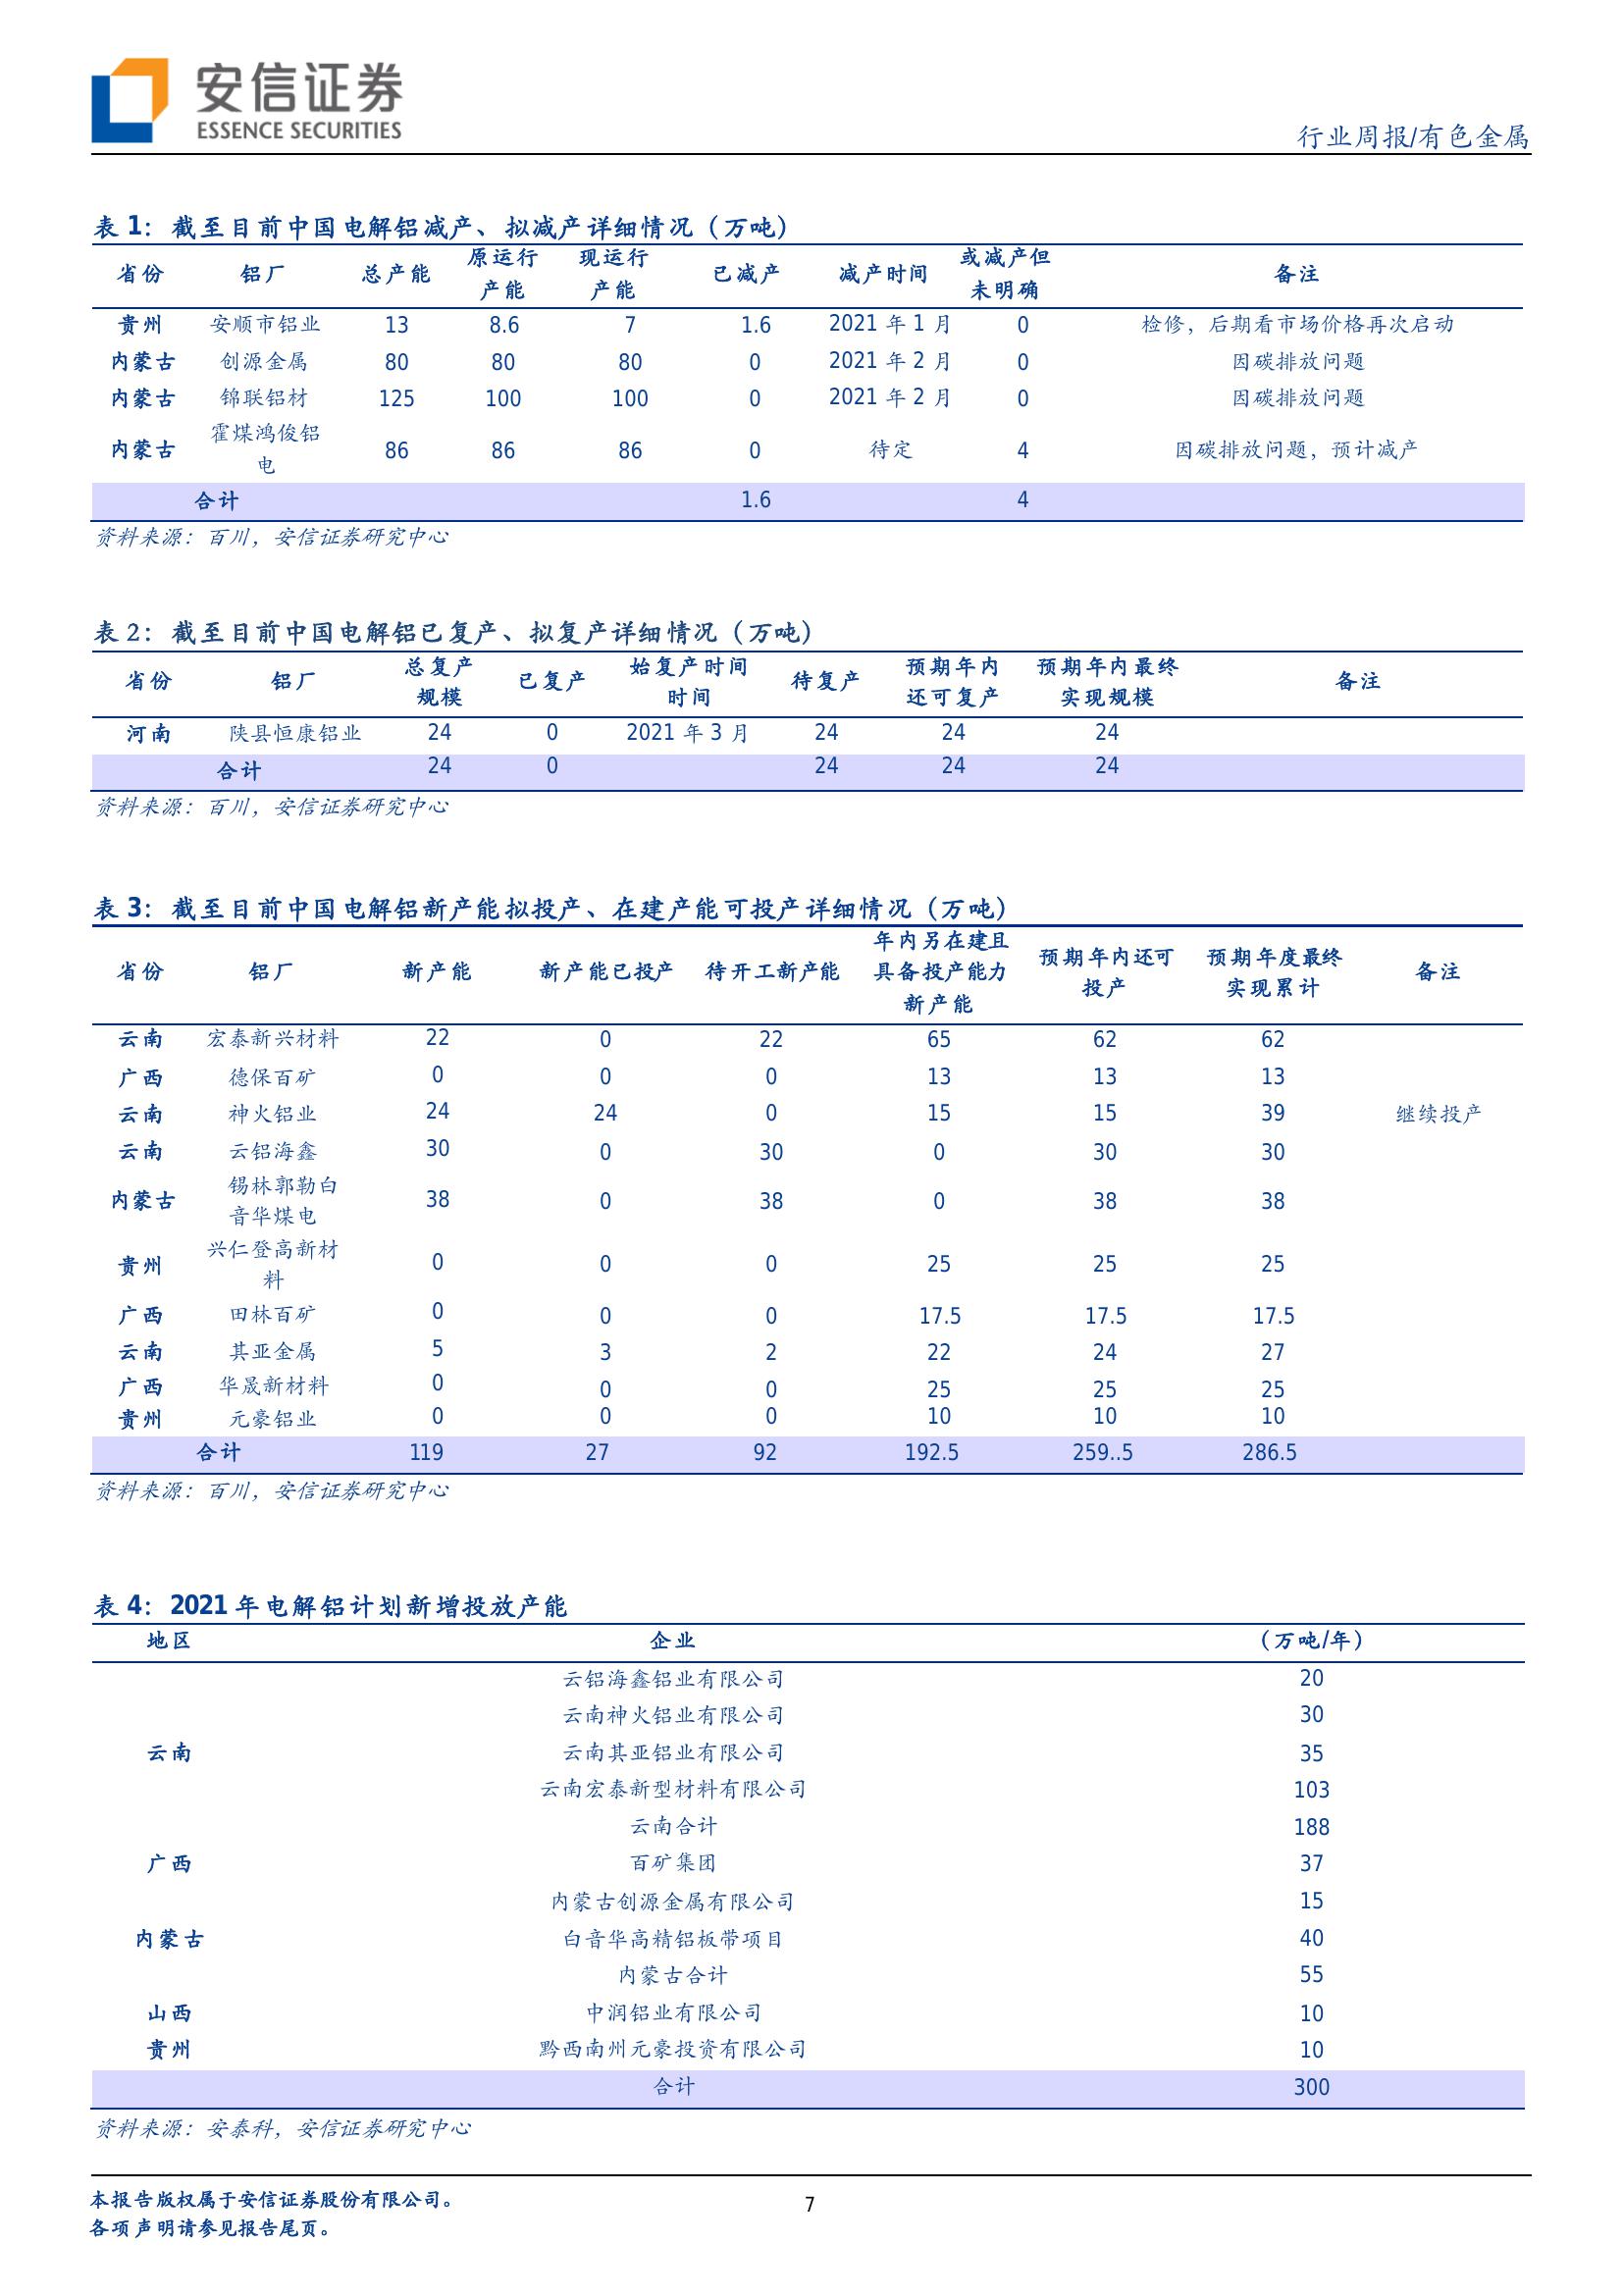 安信证券
ESSENCE SECURITIES
行业周报/有色金属
表 1：截至目前中国电解铝减产、拟减产详细情况（万吨）
省份 铝厂 总产能 原运行产能 现运行产能 已减产 减产时间 或减产但未明确 备注
贵州 安顺市铝业 13 8.6 7 1.6 2021 年 1 月 0 检修，后期看市场价格再次启动
内蒙古 创源金属 80 80 80 0 2021 年 2 月 0 因碳排放问题
内蒙古 锦联铝材 125 100 100 0 2021 年 2 月 0 因碳排放问题
内蒙古 霍煤鸿俊铝电 86 86 86 0 待定 4 因碳排放问题，预计减产
合计 1.6 4
资料来源：百川，安信证券研究中心
表 2：截至目前中国电解铝已复产、拟复产详细情况（万吨）
省份 铝厂 总复产规模 已复产 始复产时间时间 待复产 预期年内还可复产 预期年内最终实现规模 备注
河南 陕县恒康铝业 24 0 2021 年 3 月 24 24 24
合计 24 0 24 24 24
资料来源：百川，安信证券研究中心
表 3：截至目前中国电解铝新产能拟投产、在建产能可投产详细情况（万吨）
省份 铝厂 新产能 新产能已投产 待开工新产能 年内另在建且具备投产能力新产能 预期年内还可投产 预期年度最终实现累计 备注
云南 宏泰新兴材料 22 0 22 65 62 62
广西 德保百矿 0 0 0 13 13 13
云南 神火铝业 24 24 0 15 15 39 继续投产
云南 云铝海鑫 30 0 30 0 30 30
内蒙古 锡林郭勒白音华煤电 38 0 38 0 38 38
贵州 兴仁登高新材料 0 0 0 25 25 25
广西 田林百矿 0 0 0 17.5 17.5 17.5
云南 其亚金属 5 3 2 22 24 27
广西 华晟新材料 0 0 0 25 25 25
贵州 元豪铝业 0 0 0 10 10 10
合计 119 27 92 192.5 259..5 286.5
资料来源：百川，安信证券研究中心
表 4：2021 年电解铝计划新增投放产能
地区 企业 （万吨/年）
云铝海鑫铝业有限公司 20
云南神火铝业有限公司 30
云南 云南其亚铝业有限公司 35
云南宏泰新型材料有限公司 103
云南合计 188
广西 百矿集团 37
内蒙古创源金属有限公司 15
内蒙古 白音华高精铝板带项目 40
内蒙古合计 55
山西 中润铝业有限公司 10
贵州 黔西南州元豪投资有限公司 10
合计 300
资料来源：安泰科，安信证券研究中心
本报告版权属于安信证券股份有限公司。
各项声明请参见报告尾页。
7